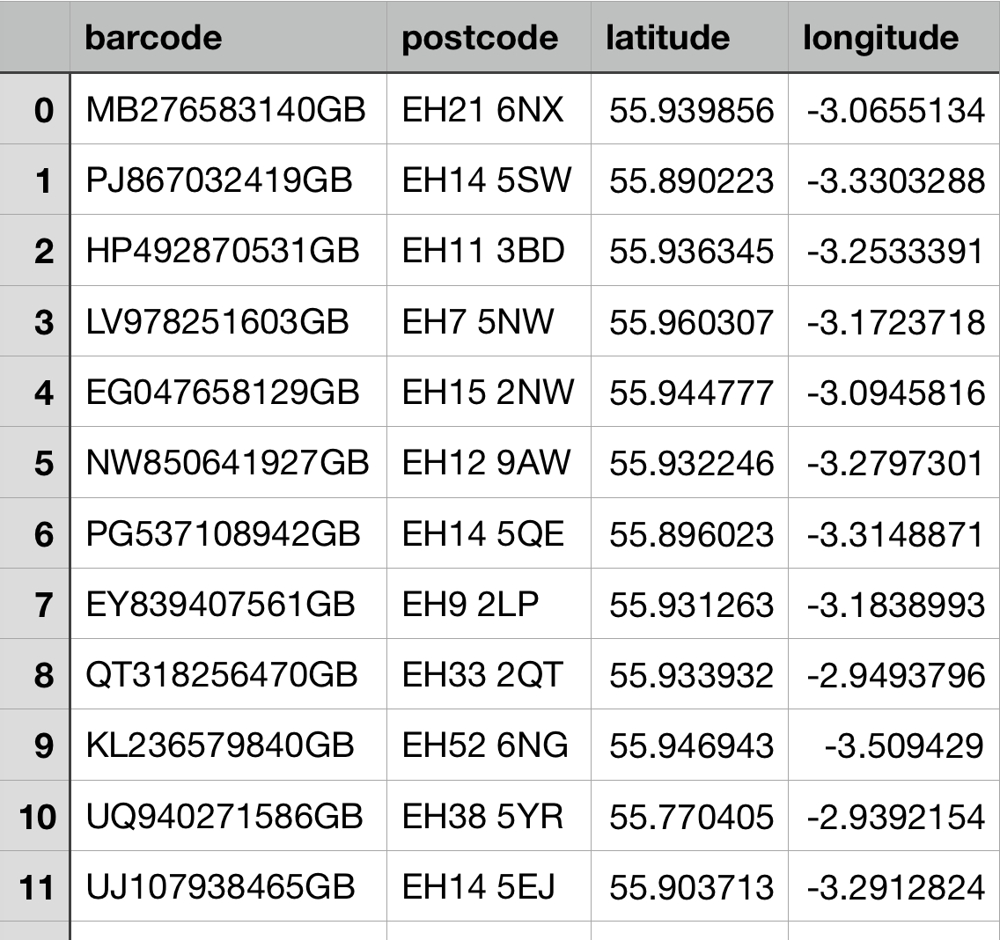 barcode postcode latitude longitude
0 MB276583140GB EH21 6NX 55.939856 -3.0655134
1 PJ867032419GB EH14 5SW 55.890223 -3.3303288
2 HP492870531GB EH11 3BD 55.936345 -3.2533391
3 LV978251603GB EH7 5NW 55.960307 -3.1723718
4 EG047658129GB EH15 2NW 55.944777 -3.0945816
5 NW850641927GB EH12 9AW 55.932246 -3.2797301
6 PG537108942GB EH14 5QE 55.896023 -3.3148871
7 EY839407561GB EH9 2LP 55.931263 -3.1838993
8 QT318256470GB EH33 2QT 55.933932 -2.9493796
9 KL236579840GB EH52 6NG 55.946943 -3.509429
10 UQ940271586GB EH38 5YR 55.770405 -2.9392154
11 UJ107938465GB EH14 5EJ 55.903713 -3.2912824